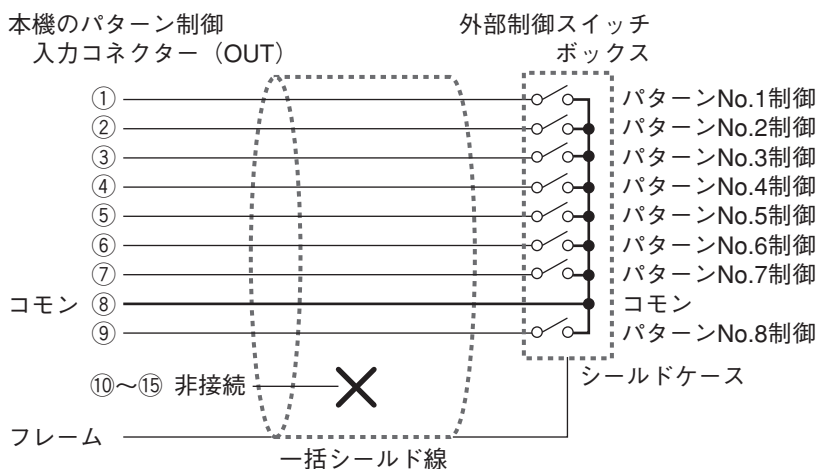 本機のパターン制御
入力コネクター（OUT）
外部制御スイッチ
ボックス
① パターンNo.1制御
② パターンNo.2制御
③ パターンNo.3制御
④ パターンNo.4制御
⑤ パターンNo.5制御
⑥ パターンNo.6制御
⑦ パターンNo.7制御
コモン ⑧ コモン
⑨ パターンNo.8制御
シールドケース
⑩～⑮ 非接続
フレーム
一括シールド線